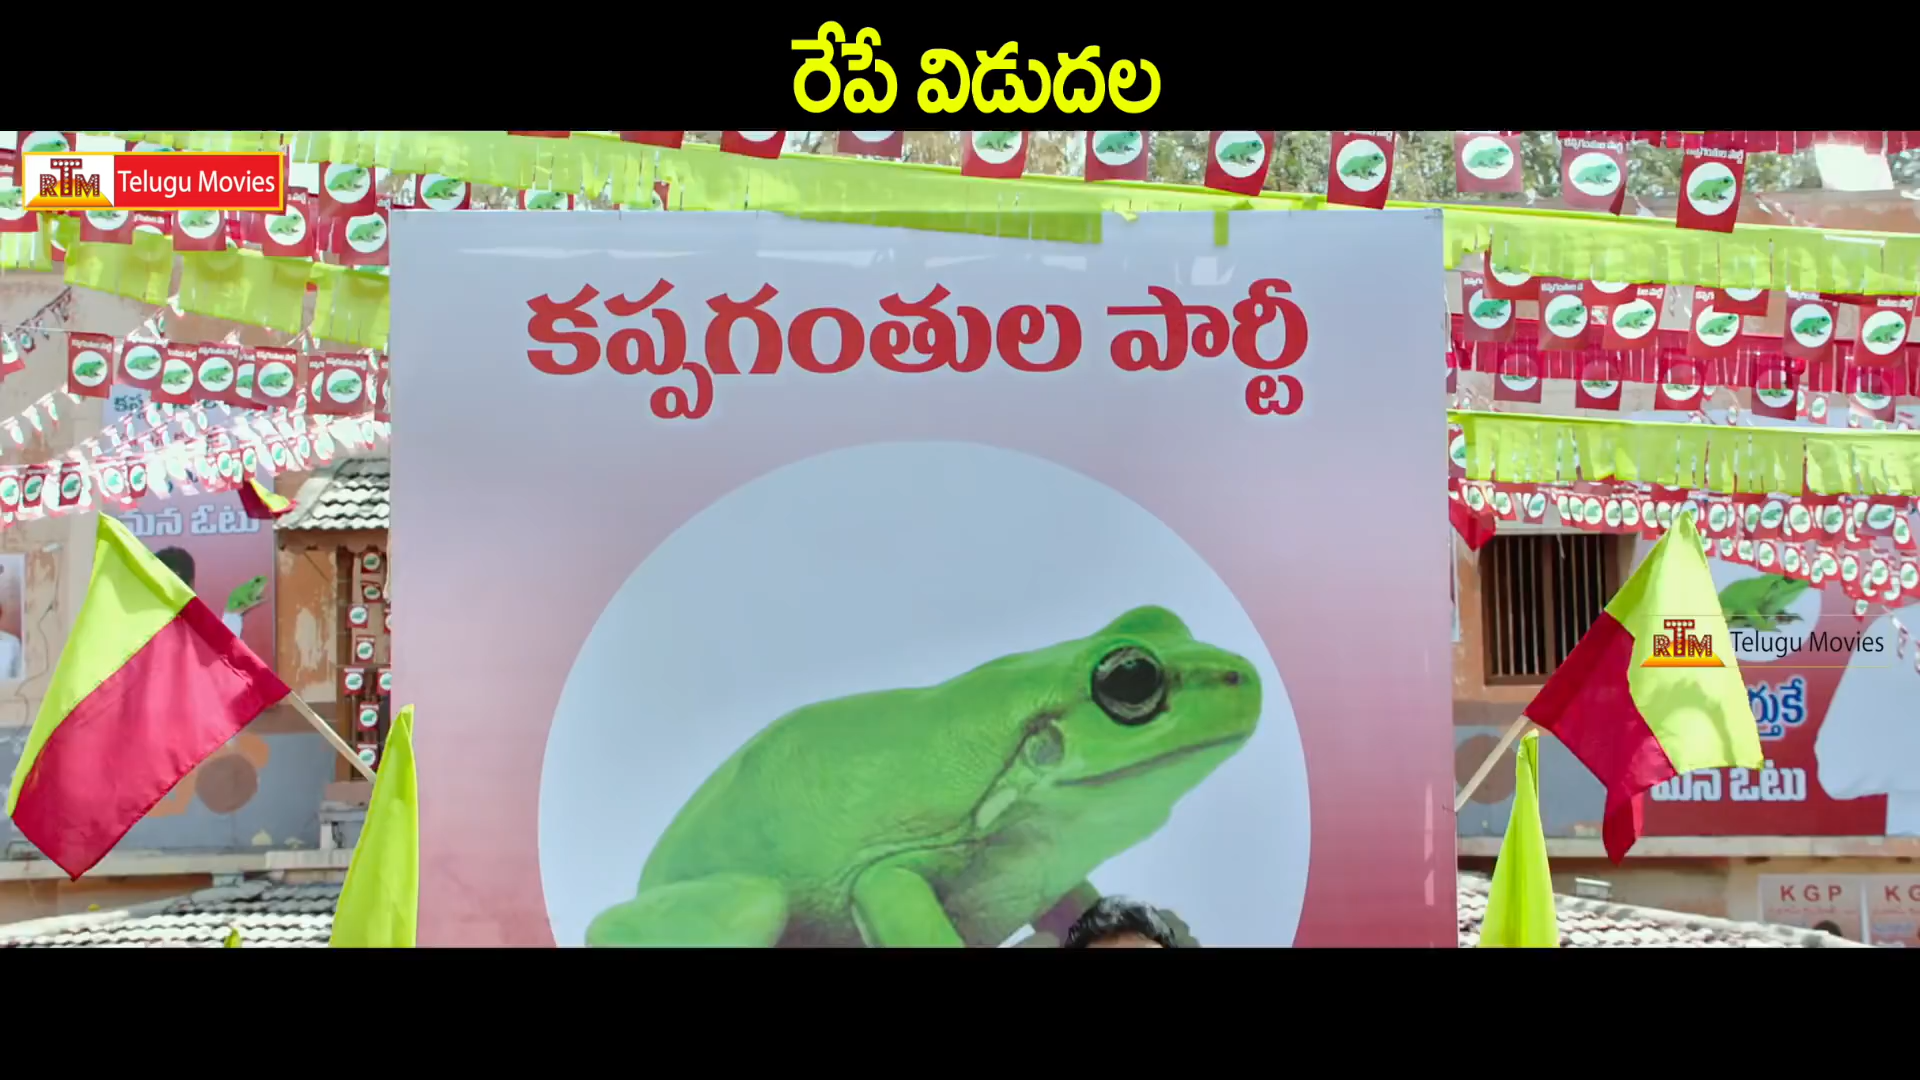 రేపే విడుదల
RTM Telugu Movies
కప్పగంతుల పార్టీ
మన ఓటు
RTM Telugu Movies
ర్తుకే
మన ఓటు
KGP